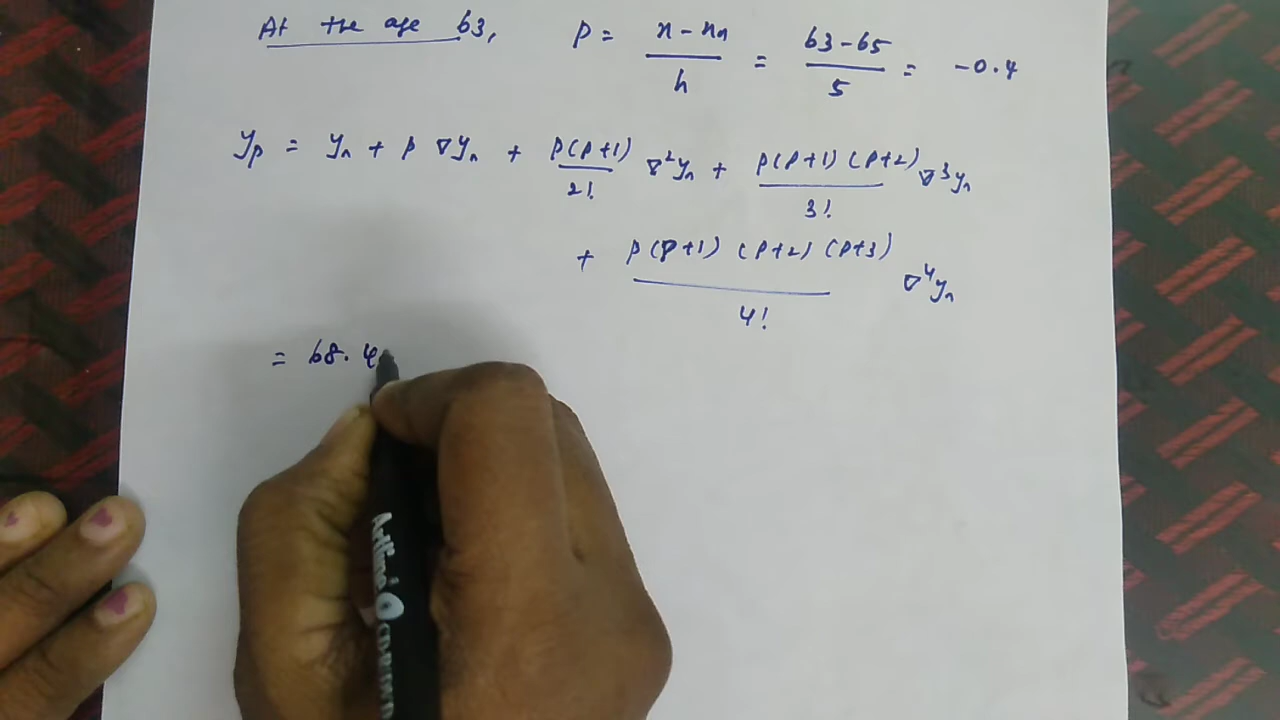 At the age 63, p = x - xn / h = 63 - 65 / 5 = -0.4
yp = yn + p ∇yn + p(p+1) / 2! ∇²yn + p(p+1)(p+2) / 3! ∇³yn
+ p(p+1)(p+2)(p+3) / 4! ∇⁴yn
= 68.4
Artline